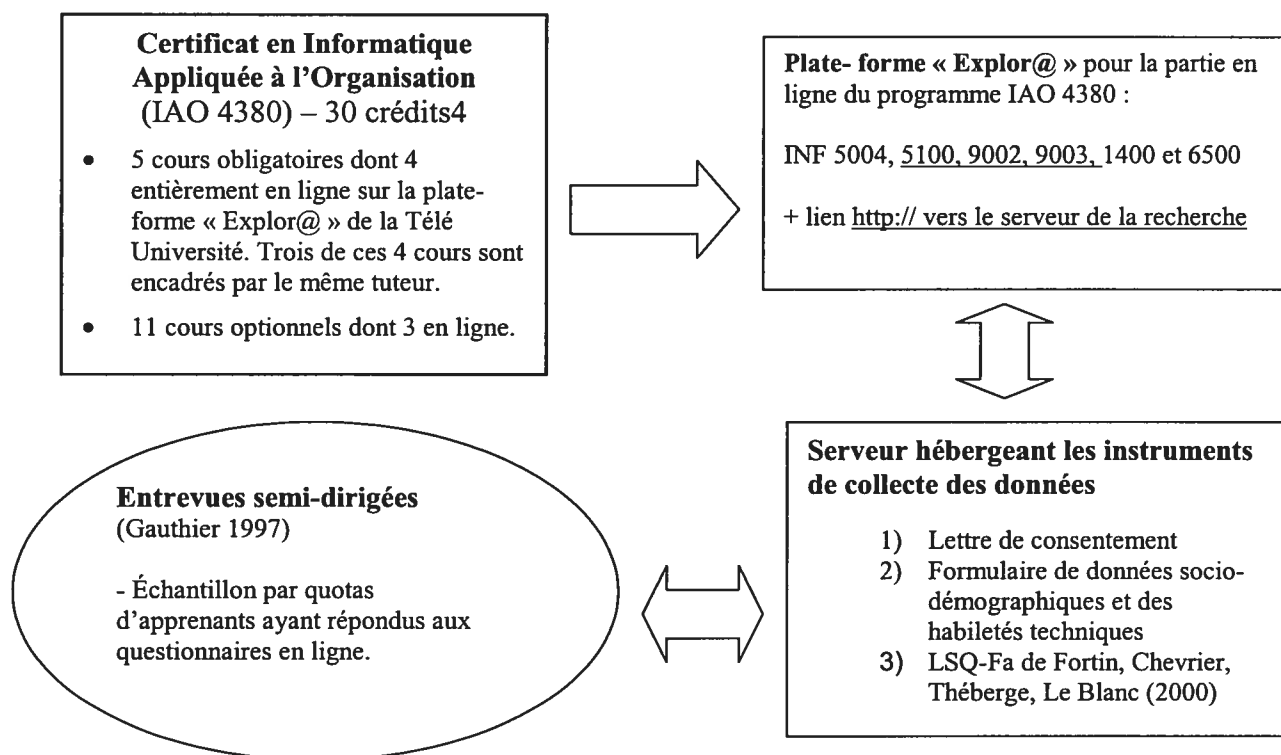 Certificat en Informatique
Appliquée à l'Organisation
(IAO 4380) – 30 crédits4
• 5 cours obligatoires dont 4
entièrement en ligne sur la plate-
forme « Explor@ » de la Télé
Université. Trois de ces 4 cours sont
encadrés par le même tuteur.
• 11 cours optionnels dont 3 en ligne.
Plate- forme « Explor@ » pour la partie en
ligne du programme IAO 4380 :
INF 5004, 5100, 9002, 9003, 1400 et 6500
+ lien http:// vers le serveur de la recherche
Serveur hébergeant les instruments
de collecte des données
1) Lettre de consentement
2) Formulaire de données socio-
démographiques et des
habiletés techniques
3) LSQ-Fa de Fortin, Chevrier,
Théberge, Le Blanc (2000)
Entrevues semi-dirigées
(Gauthier 1997)
- Échantillon par quotas
d'apprenants ayant répondus aux
questionnaires en ligne.